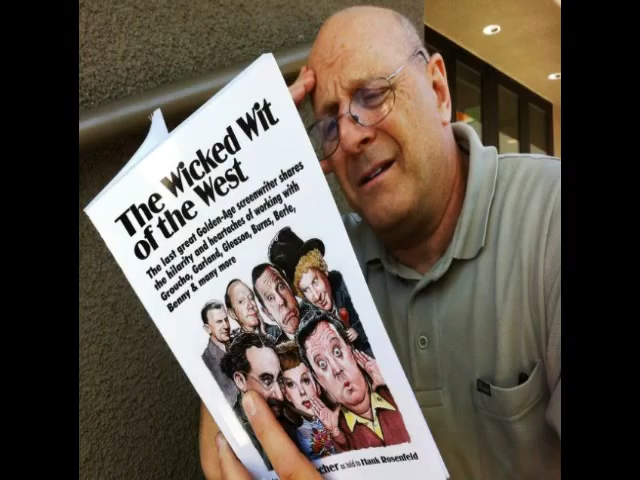 The Wicked Wit
of the West
The last great Golden-Age screenwriter shares
the hilarity and heartaches of working with
Groucho, Garland, Gleason, Burns, Berle,
Benny & many more
as told to Hank Rosenfeld